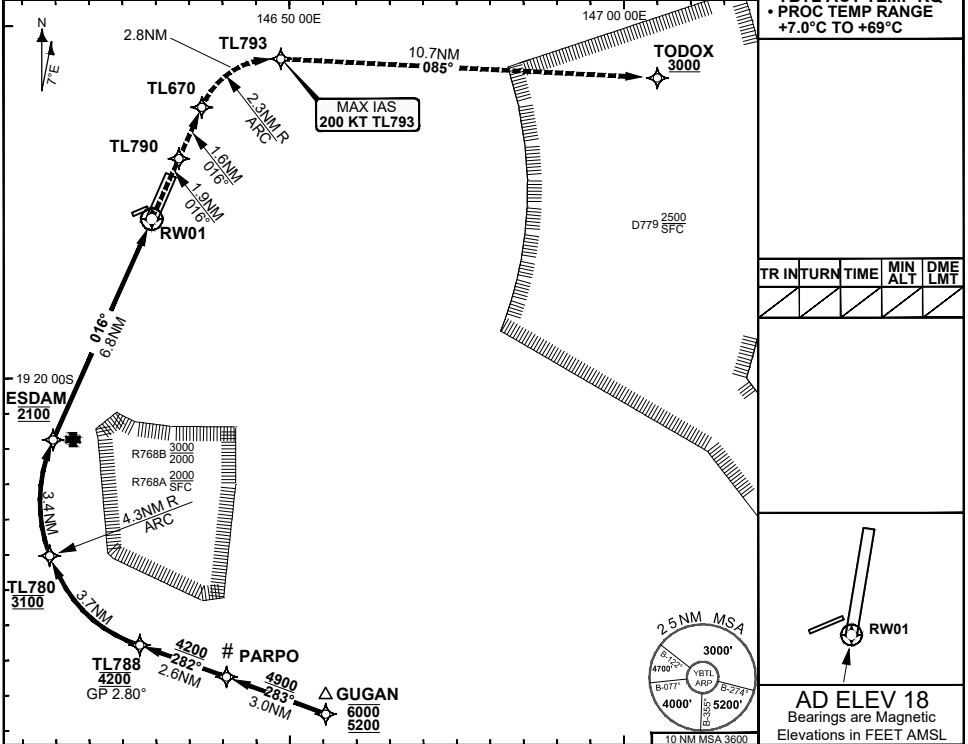 146 50 00E
147 00 00E
• PROC TEMP RANGE
+7.0°C TO +69°C
N
7°E
2.8NM
TL793
10.7NM
085°
TODOX
3000
TL670
MAX IAS
200 KT TL793
2.3NM R
ARC
TL790
1.6NM
016°
1.9NM
016°
RW01
D779 2500
SFC
TR IN TURN TIME MIN ALT DME LMT
016°
6.8NM
19 20 00S
ESDAM
2100
R768B 3000
2000
R768A 2000
SFC
3.4NM
4.3NM R
ARC
TL780
3100
3.7NM
TL788
4200
GP 2.80°
4200
282°
2.6NM
# PARPO
4900
283°
3.0NM
GUGAN
6000
5200
25NM MSA
3000'
B-122°
4700'
YBTL
ARP
B-077°
B-274°
4000'
B-355°
5200'
10 NM MSA 3600
RW01
AD ELEV 18
Bearings are Magnetic
Elevations in FEET AMSL